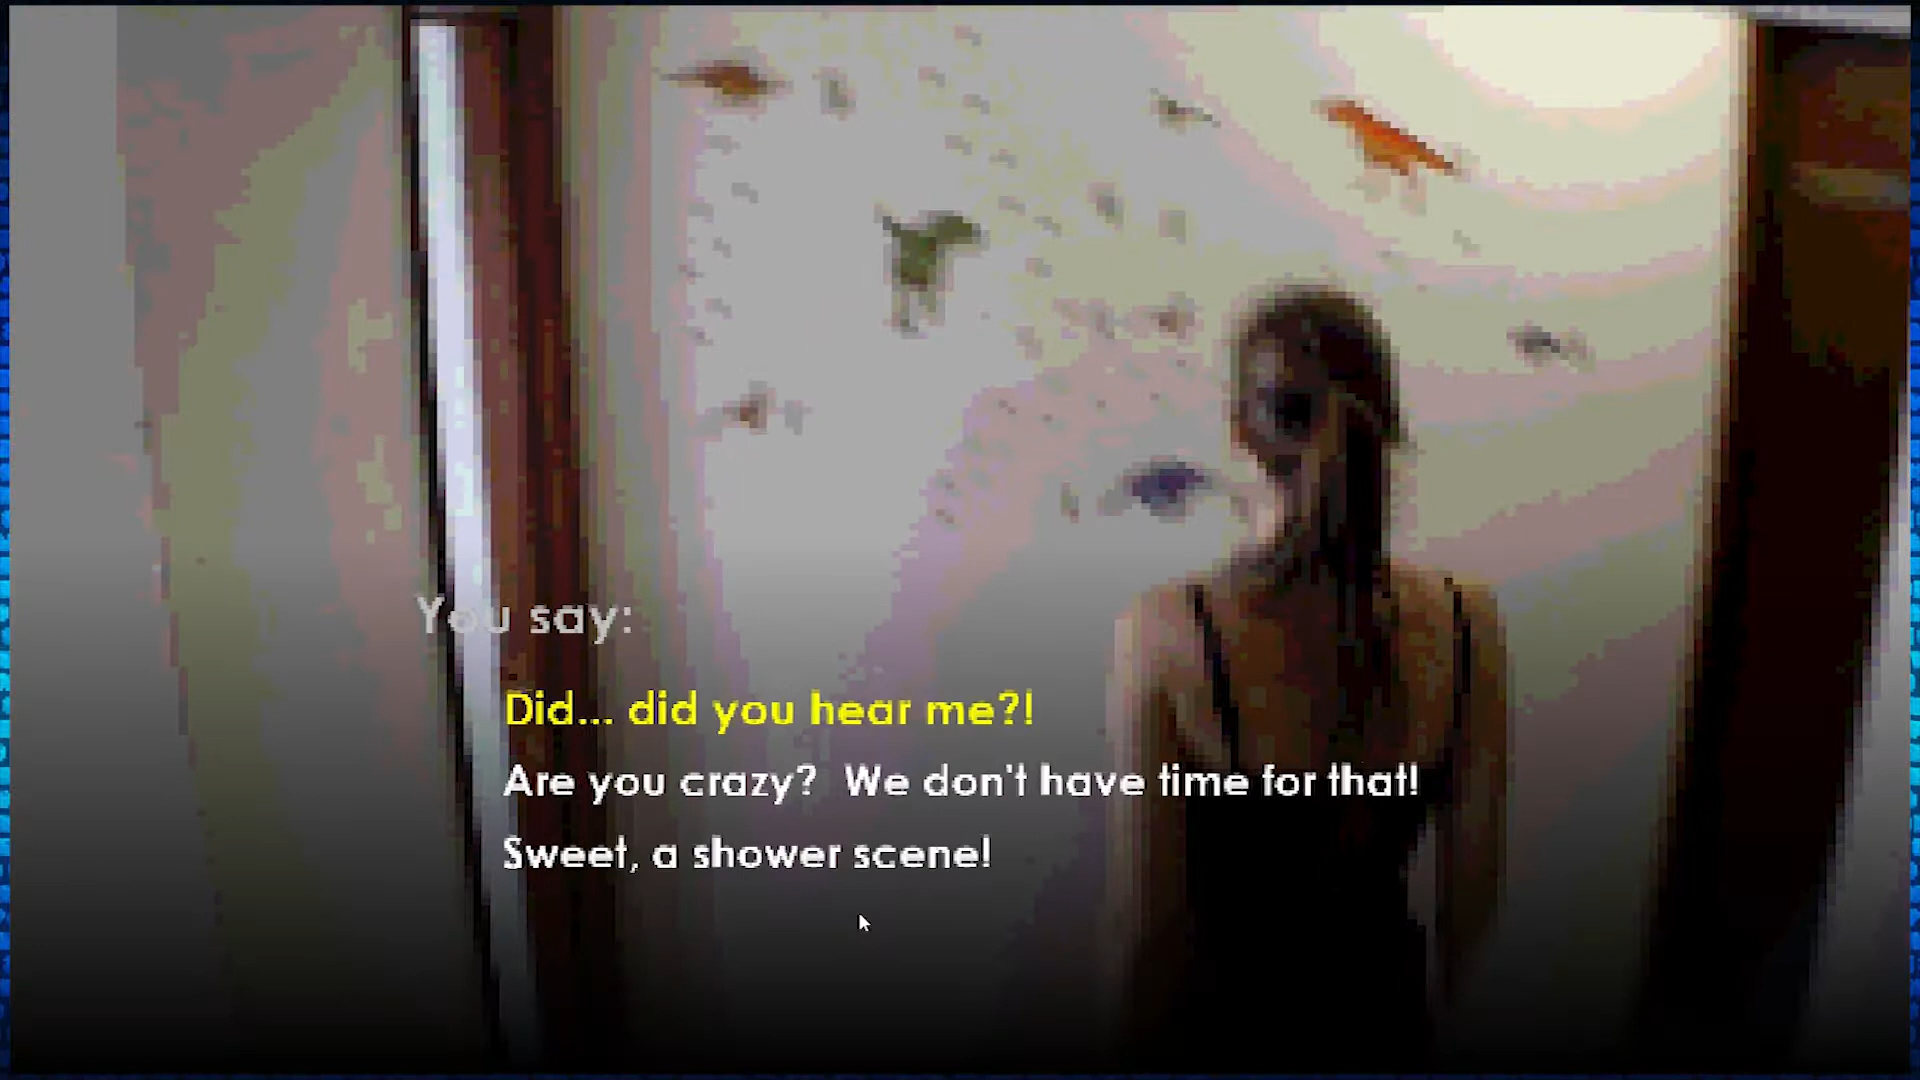 You say:
Did... did you hear me?!
Are you crazy?  We don't have time for that!
Sweet, a shower scene!